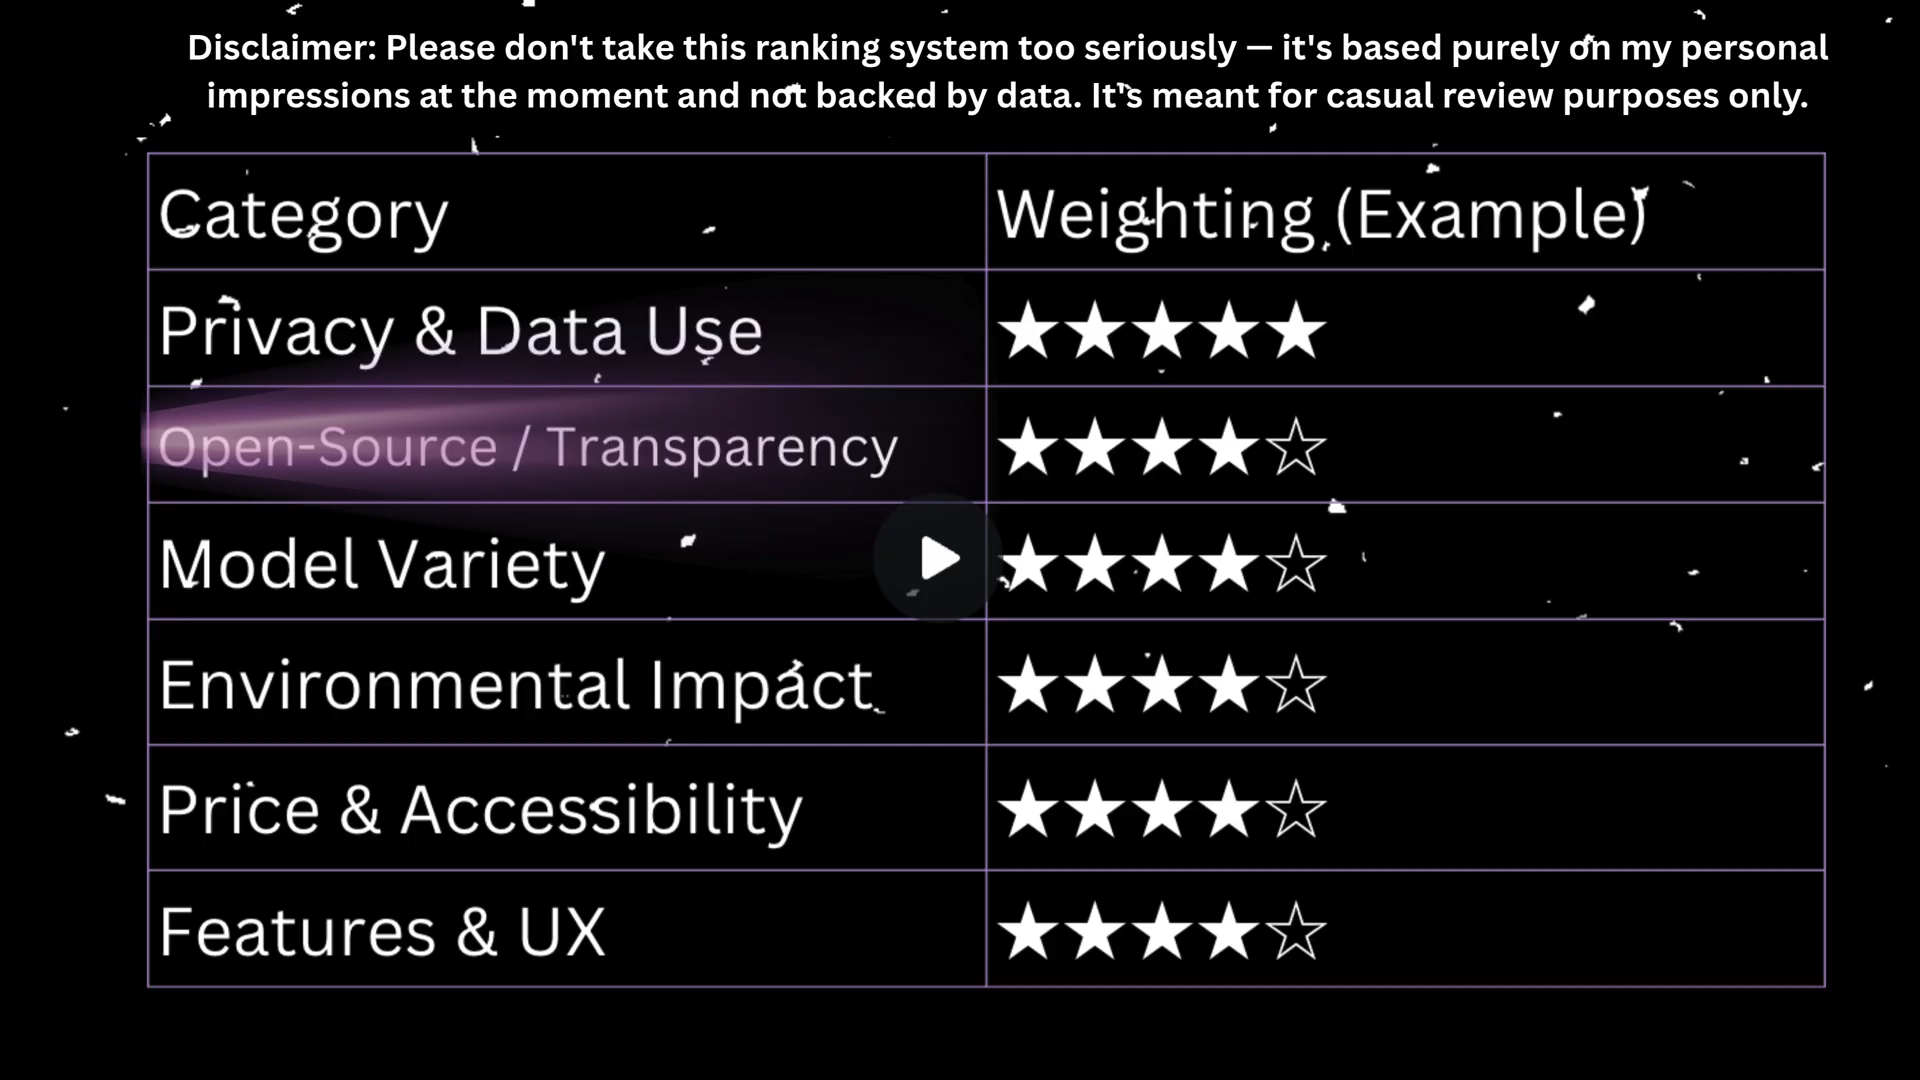 Disclaimer: Please don't take this ranking system too seriously — it's based purely on my personal
impressions at the moment and not backed by data. It's meant for casual review purposes only.
Category Weighting (Example)
Privacy & Data Use ★★★★★
Open-Source / Transparency ★★★★☆
Model Variety ★★★★☆
Environmental Impact ★★★★☆
Price & Accessibility ★★★★☆
Features & UX ★★★★☆